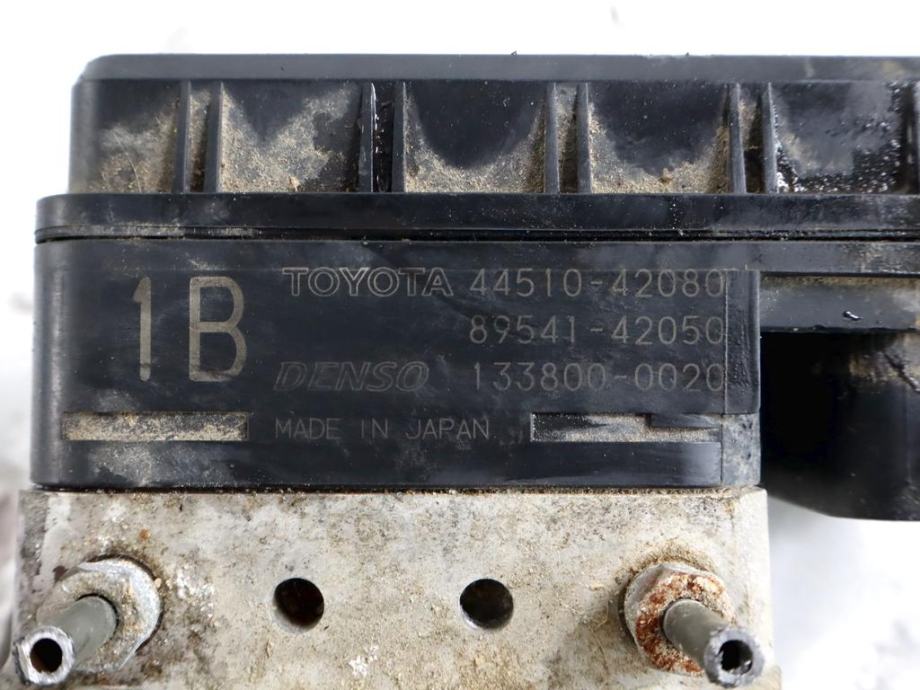 1B
TOYOTA 44510-42080
89541-42050
DENSO 133800-0020
MADE IN JAPAN